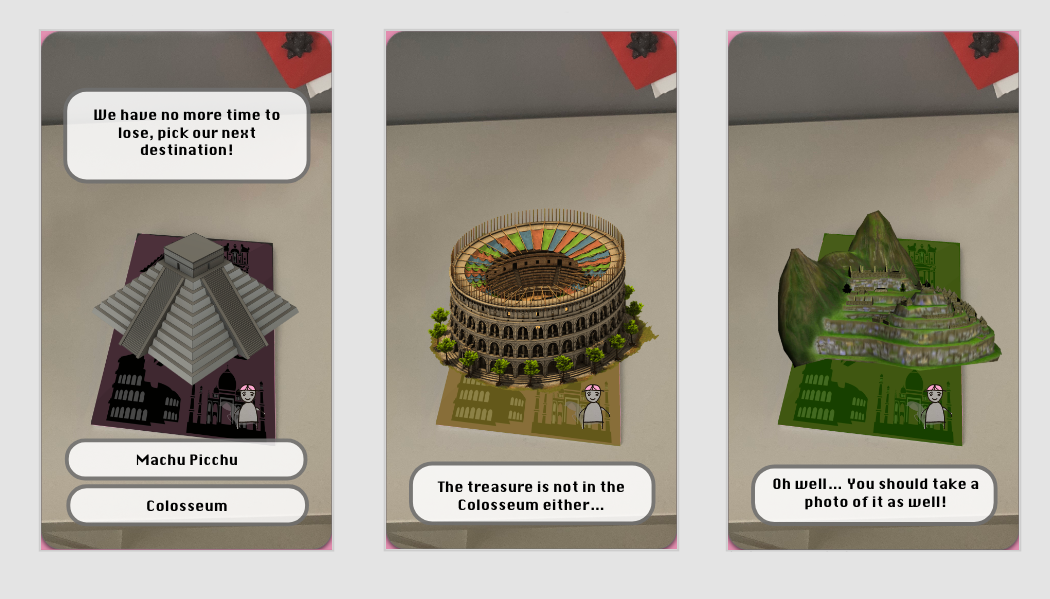 We have no more time to
lose, pick our next
destination!
Machu Picchu
Colosseum
The treasure is not in the
Colosseum either...
Oh well... You should take a
photo of it as well!